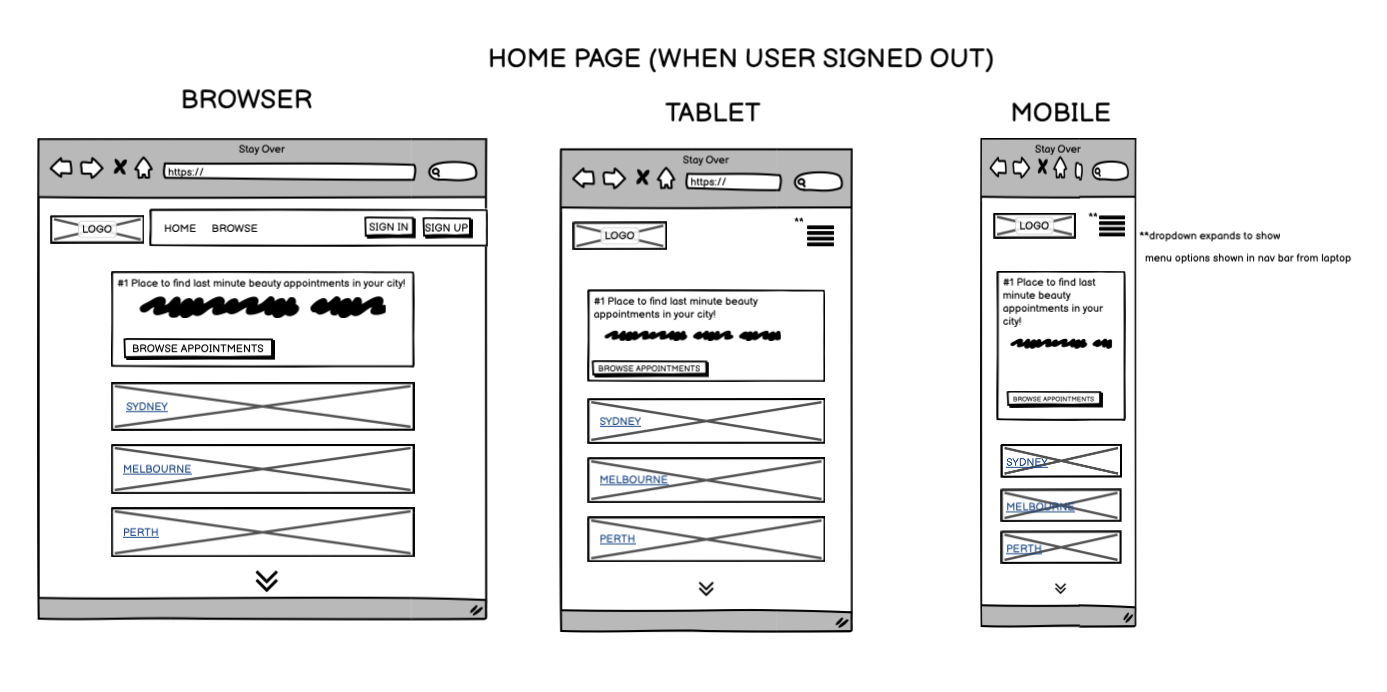 HOME PAGE (WHEN USER SIGNED OUT)
BROWSER
Stay Over
https://
LOGO
HOME BROWSE
SIGN IN
SIGN UP
#1 Place to find last minute beauty appointments in your city!
BROWSE APPOINTMENTS
SYDNEY
MELBOURNE
PERTH
TABLET
Stay Over
https://
LOGO
**
#1 Place to find last minute beauty
appointments in your city!
BROWSE APPOINTMENTS
SYDNEY
MELBOURNE
PERTH
MOBILE
Stay Over
LOGO
**
**dropdown expands to show
menu options shown in nav bar from laptop
#1 Place to find last
minute beauty
appointments in your
city!
BROWSE APPOINTMENTS
SYDNEY
MELBOURNE
PERTH